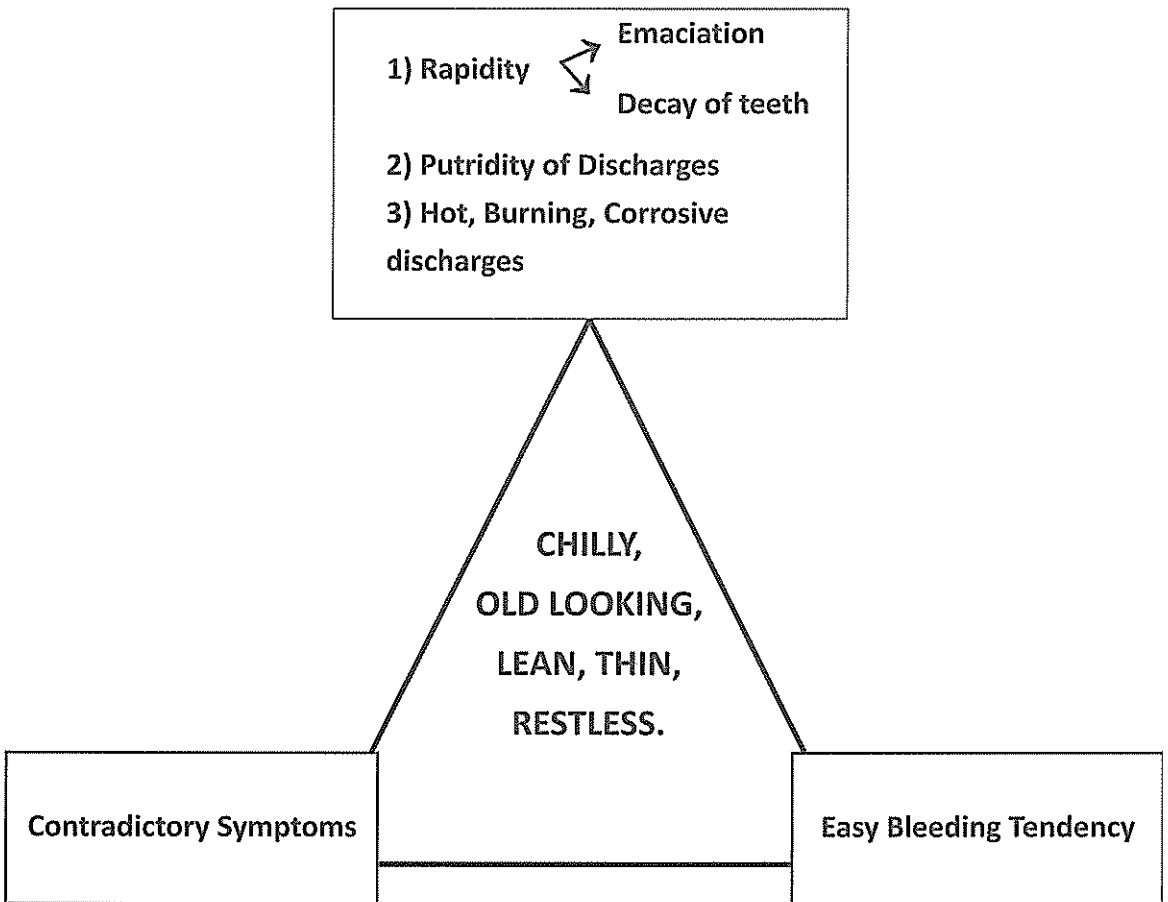 Emaciation
1) Rapidity
Decay of teeth
2) Putridity of Discharges
3) Hot, Burning, Corrosive
discharges
CHILLY,
OLD LOOKING,
LEAN, THIN,
RESTLESS.
Contradictory Symptoms
Easy Bleeding Tendency